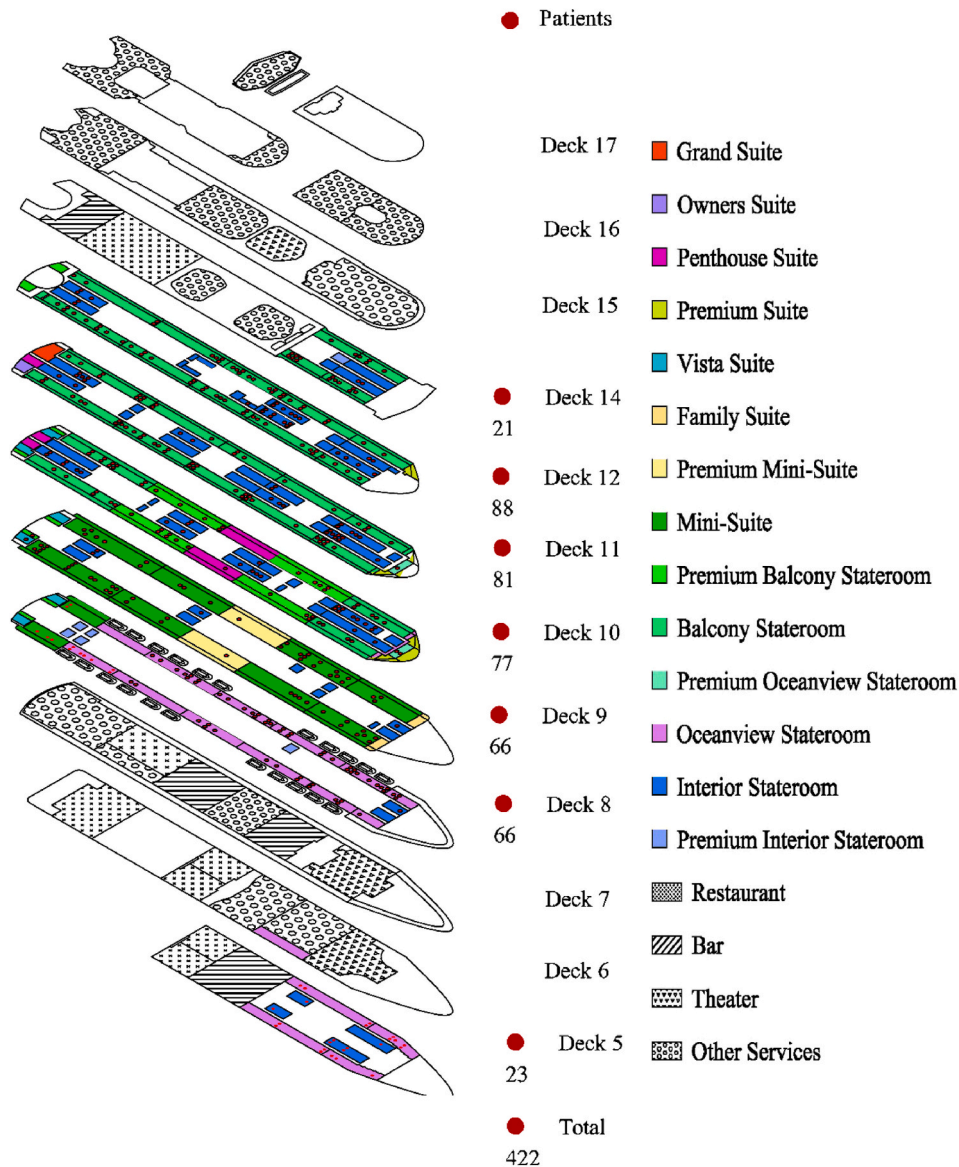 Patients
Deck 17
Grand Suite
Owners Suite
Deck 16
Penthouse Suite
Deck 15
Premium Suite
Vista Suite
Deck 14
21
Family Suite
Premium Mini-Suite
Deck 12
88
Mini-Suite
Deck 11
81
Premium Balcony Stateroom
Deck 10
77
Balcony Stateroom
Premium Oceanview Stateroom
Deck 9
66
Oceanview Stateroom
Interior Stateroom
Deck 8
66
Premium Interior Stateroom
Deck 7
Restaurant
Bar
Deck 6
Theater
Deck 5
23
Other Services
Total
422